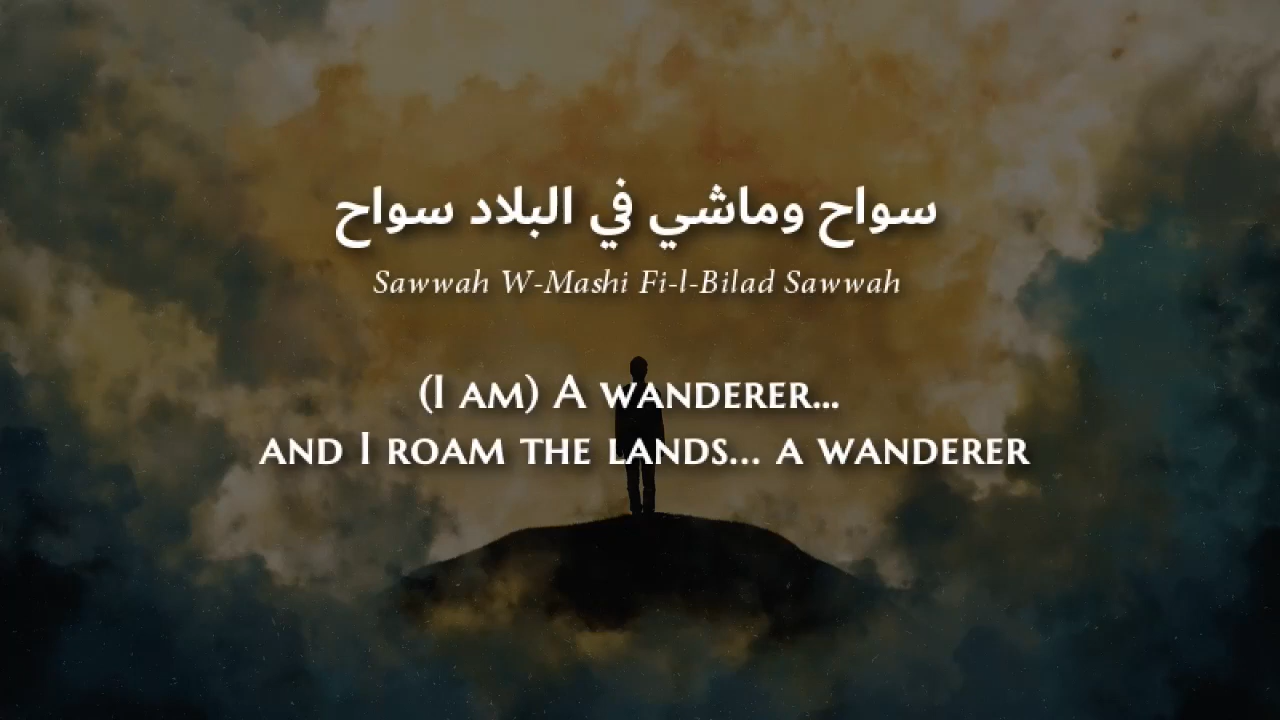 سواح وماشي في البلاد سواح
Sawwah W-Mashi Fi-l-Bilad Sawwah
(I am) A wanderer...
and I roam the lands... a wanderer